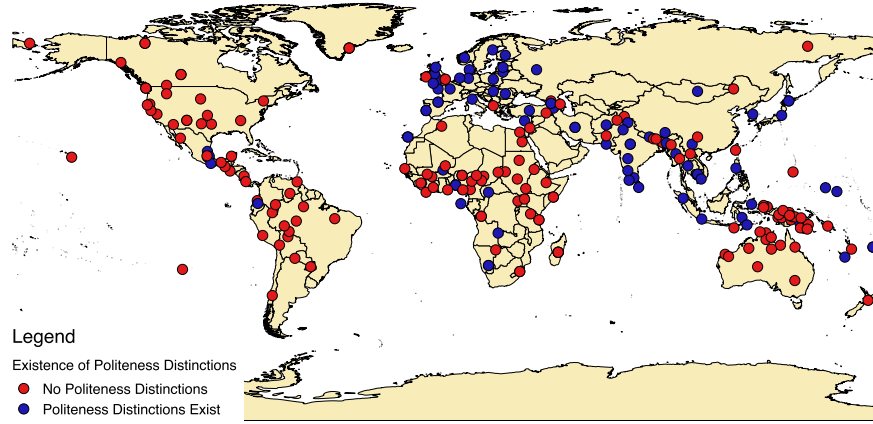 Legend
Existence of Politeness Distinctions
No Politeness Distinctions
Politeness Distinctions Exist